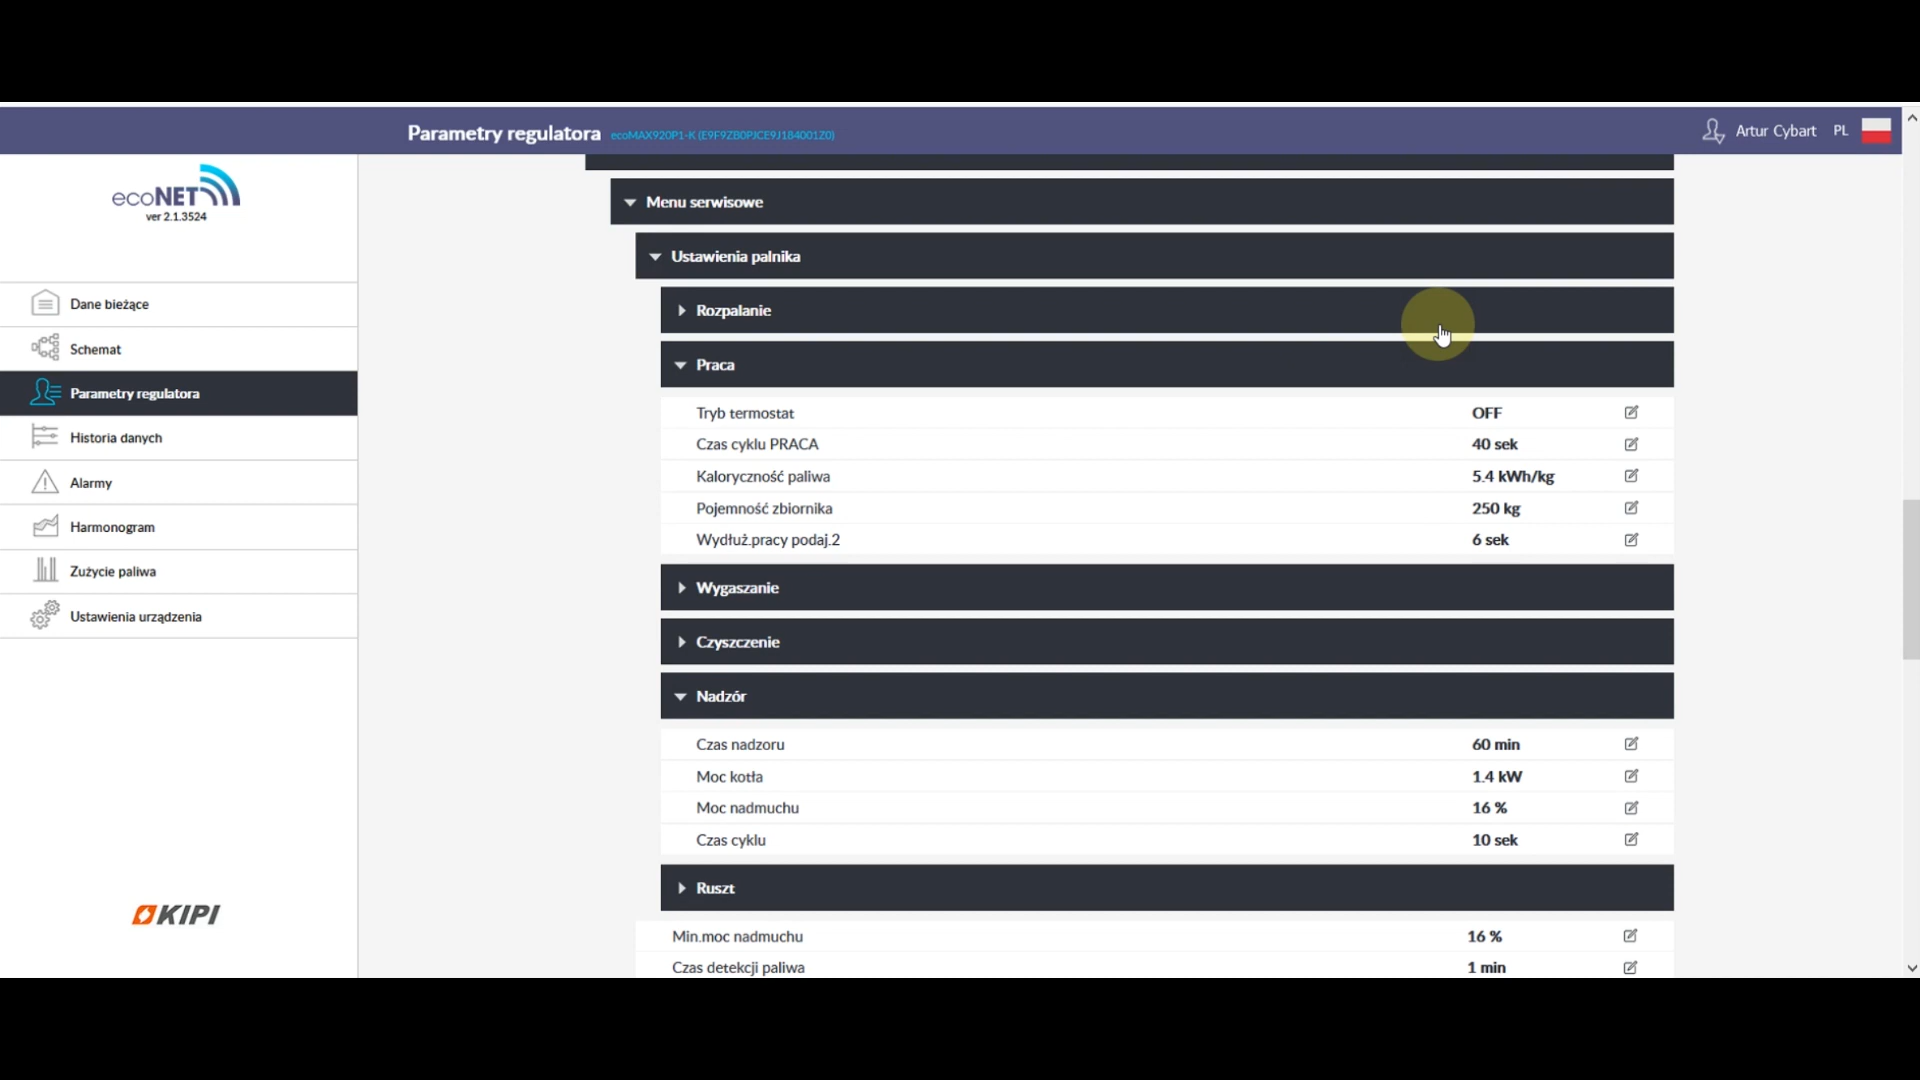 Parametry regulatora ecoMAX920P1-K (E9F9ZB0PJCE9J184001Z0)
Artur Cybart PL
ecoNET
ver 2.1.3524
Dane bieżące
Schemat
Parametry regulatora
Historia danych
Alarmy
Harmonogram
Zużycie paliwa
Ustawienia urządzenia
KIPI
Menu serwisowe
Ustawienia palnika
Rozpalanie
Praca
Tryb termostat OFF
Czas cyklu PRACA 40 sek
Kaloryczność paliwa 5.4 kWh/kg
Pojemność zbiornika 250 kg
Wydłuż.pracy podaj.2 6 sek
Wygaszanie
Czyszczenie
Nadzór
Czas nadzoru 60 min
Moc kotła 1.4 kW
Moc nadmuchu 16 %
Czas cyklu 10 sek
Ruszt
Min.moc nadmuchu 16 %
Czas detekcji paliwa 1 min